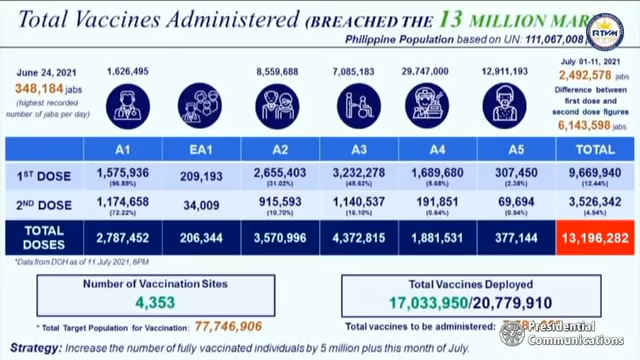 Total Vaccines Administered (BREACHED THE 13 MILLION MAR
RTVM
Philippine Population based on UN: 111,067,008
June 24, 2021
348,184 jabs
(highest recorded
number of jabs per day)
1,626,495
8,559,688
7,085,183
29,747,000
12,911,193
July 01-11, 2021
2,492,578 jabs
Difference between
first dose and
second dose figures
6,143,598 jabs
A1 EA1 A2 A3 A4 A5 TOTAL
1ST DOSE 1,575,936 209,193 2,655,403 3,232,278 1,689,680 307,450 9,669,940
(96.89%) (31.02%) (45.62%) (5.68%) (2.38%) (12.44%)
2ND DOSE 1,174,658 34,009 915,593 1,140,537 191,851 69,694 3,526,342
(72.22%) (10.70%) (16.10%) (0.64%) (0.54%) (4.54%)
TOTAL DOSES 2,787,452 206,344 3,570,996 4,372,815 1,881,531 377,144 13,196,282
*Data from DOH as of 11 July 2021, 6PM
Number of Vaccination Sites
4,353
Total Vaccines Deployed
17,033,950/20,779,910
* Total Target Population for Vaccination: 77,746,906
Total vaccines to be administered:
Presidential
Communications
Strategy: Increase the number of fully vaccinated individuals by 5 million plus this month of July.